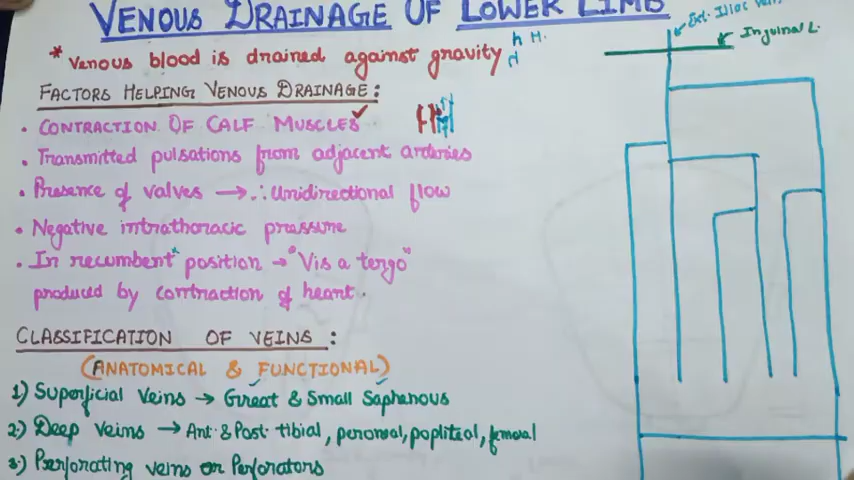 VENOUS DRAINAGE OF LOWER LIMB
* Venous blood is drained against gravity
FACTORS HELPING VENOUS DRAINAGE:
• CONTRACTION OF CALF MUSCLES
• Transmitted pulsations from adjacent arteries
• Presence of valves → ∴ Unidirectional flow
• Negative intrathoracic pressure
• In recumbent* position → "Vis a tergo"
produced by contraction of heart.
CLASSIFICATION OF VEINS:
(ANATOMICAL & FUNCTIONAL)
1) Superficial Veins → Great & Small Saphenous
2) Deep Veins → Ant. & Post. tibial, peroneal, popliteal, femoral
3) Perforating veins or Perforators
Ext. Iliac Vein
Inguinal L.